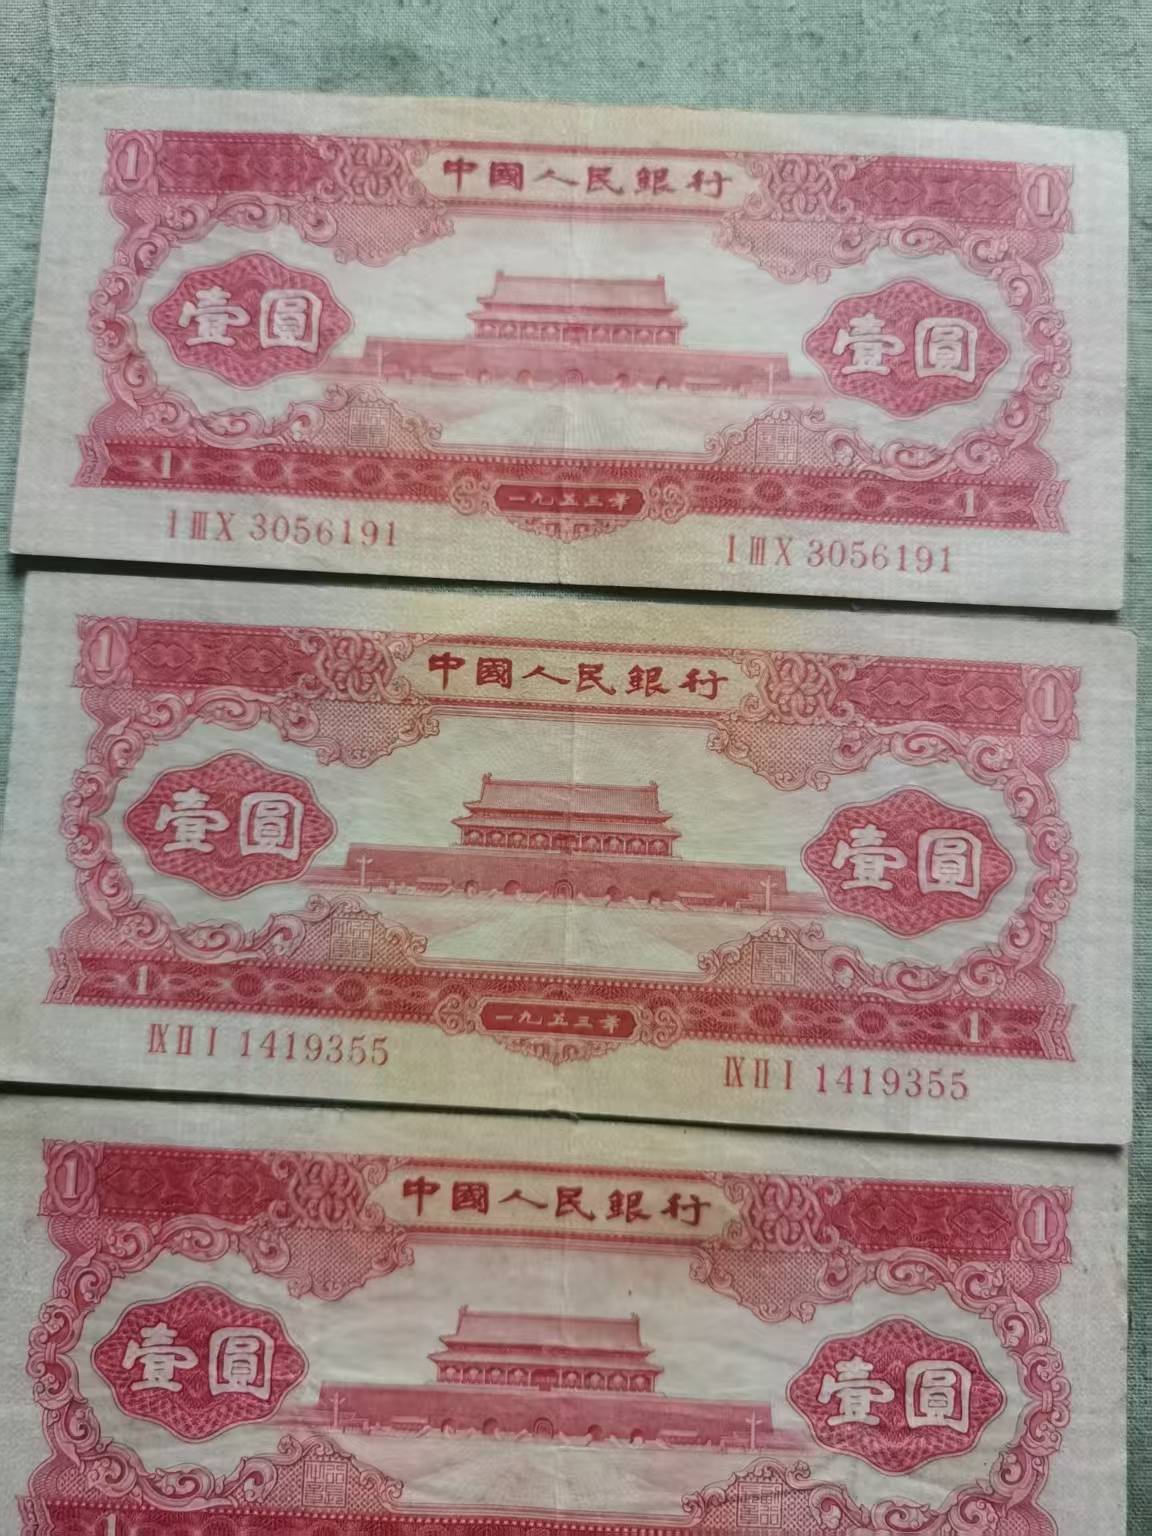 1 中國人民銀行 1
壹圓 壹圓
1 一九五三年 1
I III X 3056191 I III X 3056191
1 中國人民銀行 1
壹圓 壹圓
1 一九五三年 1
IX II I 1419355 IX II I 1419355
1 中國人民銀行 1
壹圓 壹圓
1